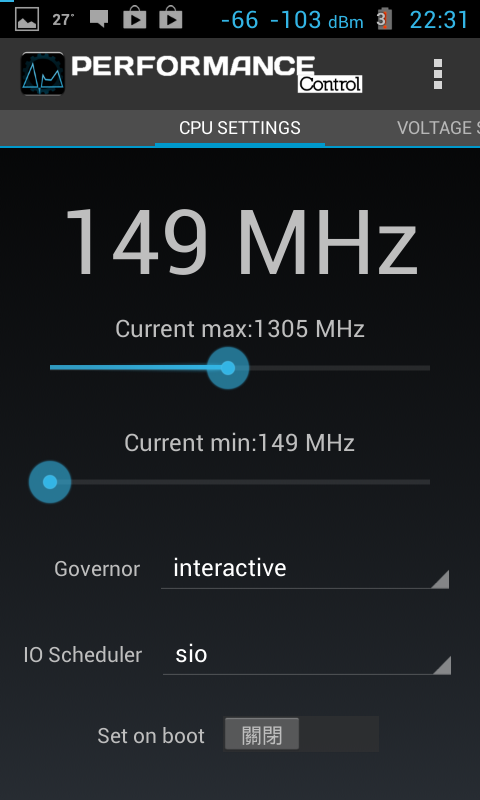 27° -66 -103 dBm 3 22:31
PERFORMANCE
Control
CPU SETTINGS VOLTAGE S
149 MHz
Current max:1305 MHz
Current min:149 MHz
Governor interactive
IO Scheduler sio
Set on boot 關閉